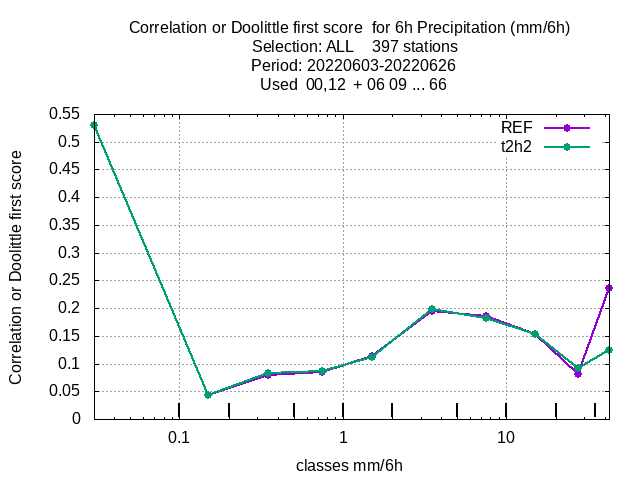 Correlation or Doolittle first score  for 6h Precipitation (mm/6h)
Selection: ALL    397 stations
Period: 20220603-20220626
Used  00,12  + 06 09 ... 66
REF
t2h2
0.55
0.5
0.45
0.4
0.35
0.3
0.25
0.2
0.15
0.1
0.05
0
Correlation or Doolittle first score
0.1
1
10
classes mm/6h